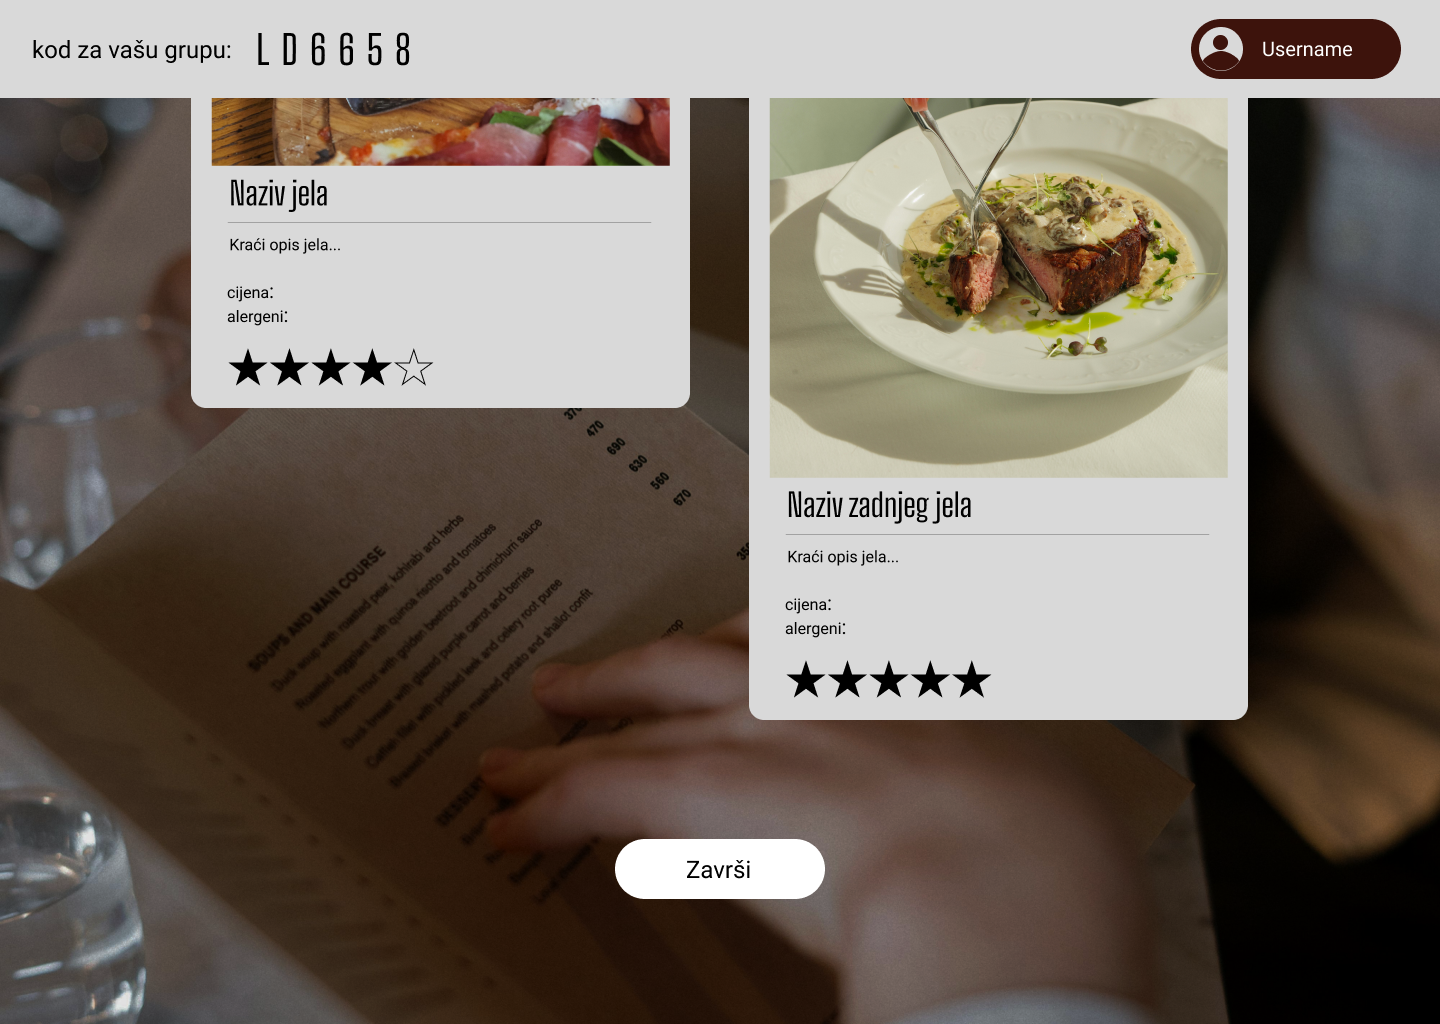 kod za vašu grupu: LD6658
Username
Naziv jela
Kraći opis jela...
cijena:
alergeni:
Naziv zadnjeg jela
Kraći opis jela...
cijena:
alergeni:
470
690
630
560
670
SOUPS AND MAIN COURSE
Duck soup with roasted pear, kohlrabi and herbs
Roasted eggplant with quinoa risotto and tomatoes
Northern trout with golden beetroot and chimichurri sauce
Duck breast with glazed purple carrot and berries
Catfish fillet with pickled leek and celery root puree
Braised brisket with mashed potato and shallot confit
Završi